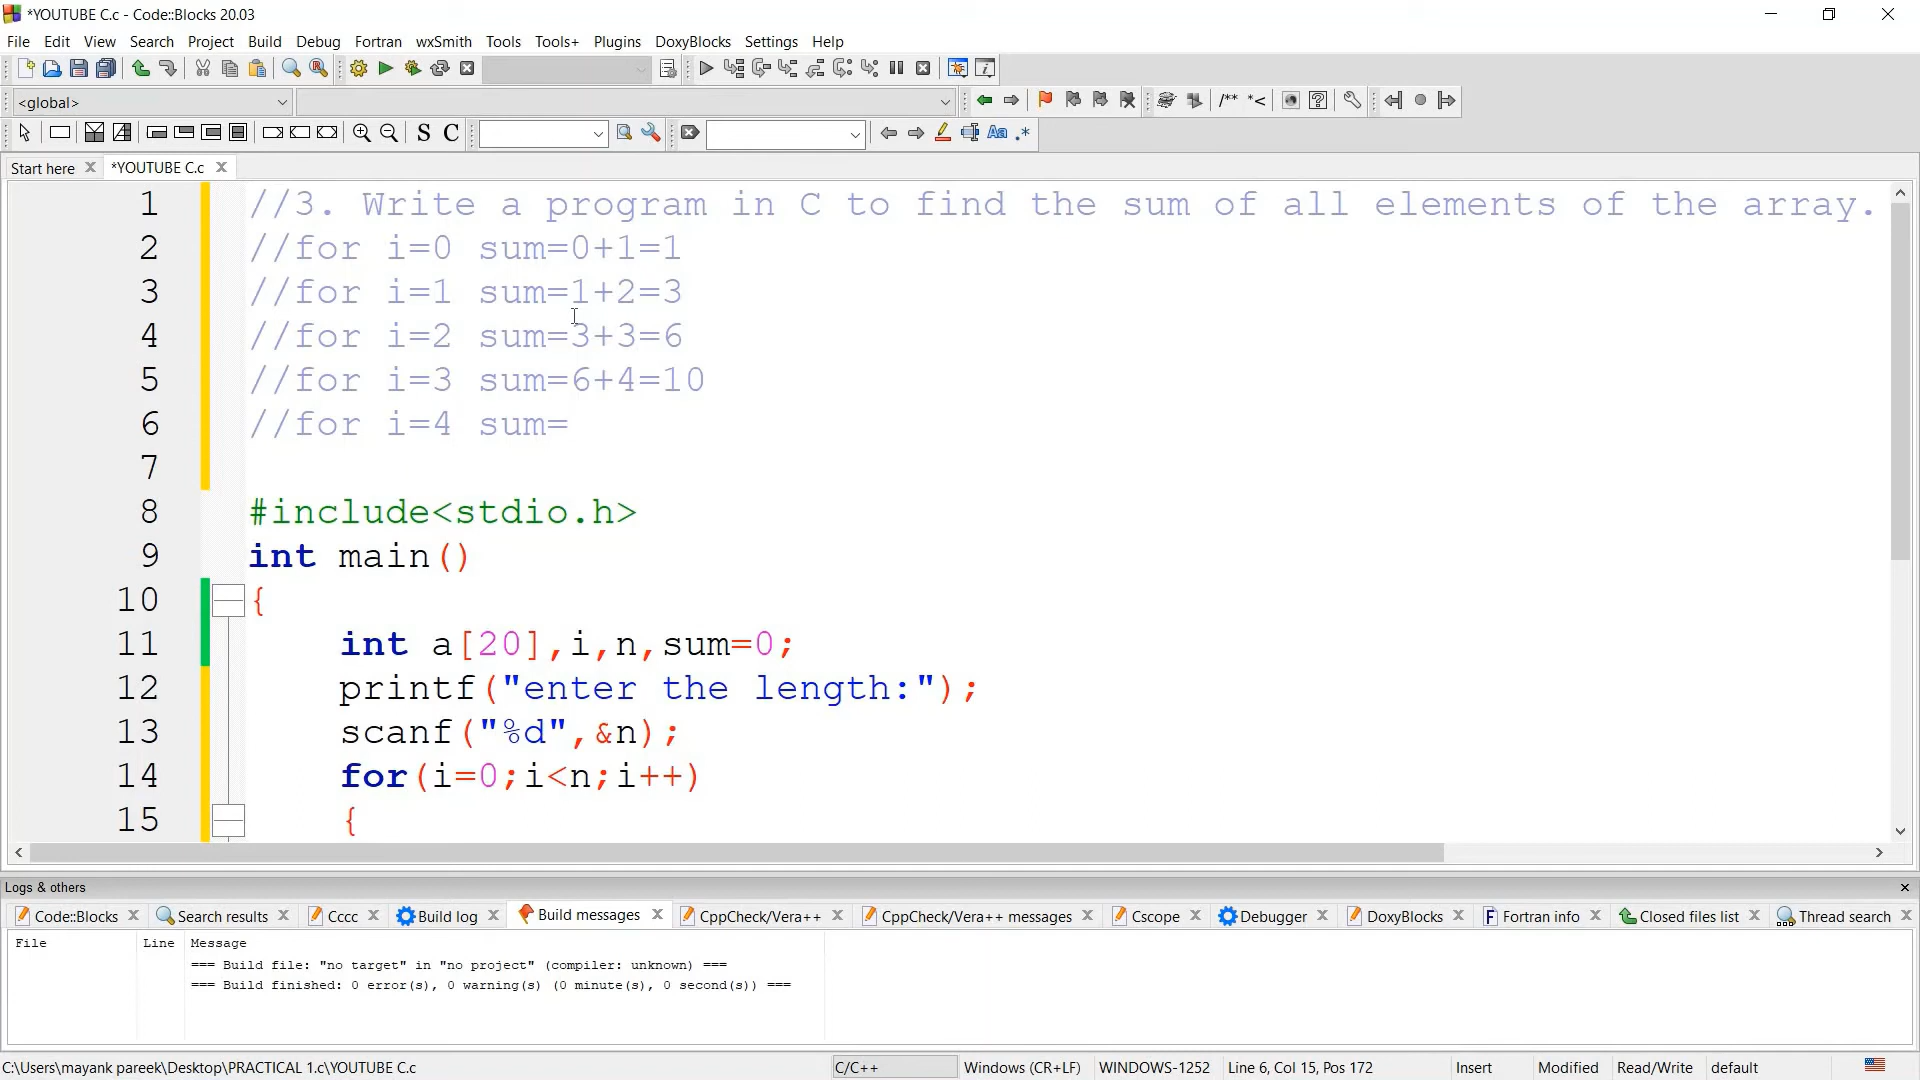 *YOUTUBE C.c - Code::Blocks 20.03
File Edit View Search Project Build Debug Fortran wxSmith Tools Tools+ Plugins DoxyBlocks Settings Help
<global>
/** *<
S C
Aa .*
Start here *YOUTUBE C.c
1 //3. Write a program in C to find the sum of all elements of the array.
2 //for i=0 sum=0+1=1
3 //for i=1 sum=1+2=3
4 //for i=2 sum=3+3=6
5 //for i=3 sum=6+4=10
6 //for i=4 sum=
7
8 #include<stdio.h>
9 int main()
10 {
11 int a[20],i,n,sum=0;
12 printf("enter the length:");
13 scanf("%d",&n);
14 for(i=0;i<n;i++)
15 {
Logs & others
Code::Blocks Search results Cccc Build log Build messages CppCheck/Vera++ CppCheck/Vera++ messages Cscope Debugger DoxyBlocks Fortran info Closed files list Thread search
File Line Message
=== Build file: "no target" in "no project" (compiler: unknown) ===
=== Build finished: 0 error(s), 0 warning(s) (0 minute(s), 0 second(s)) ===
C:\Users\mayank pareek\Desktop\PRACTICAL 1.c\YOUTUBE C.c C/C++ Windows (CR+LF) WINDOWS-1252 Line 6, Col 15, Pos 172 Insert Modified Read/Write default